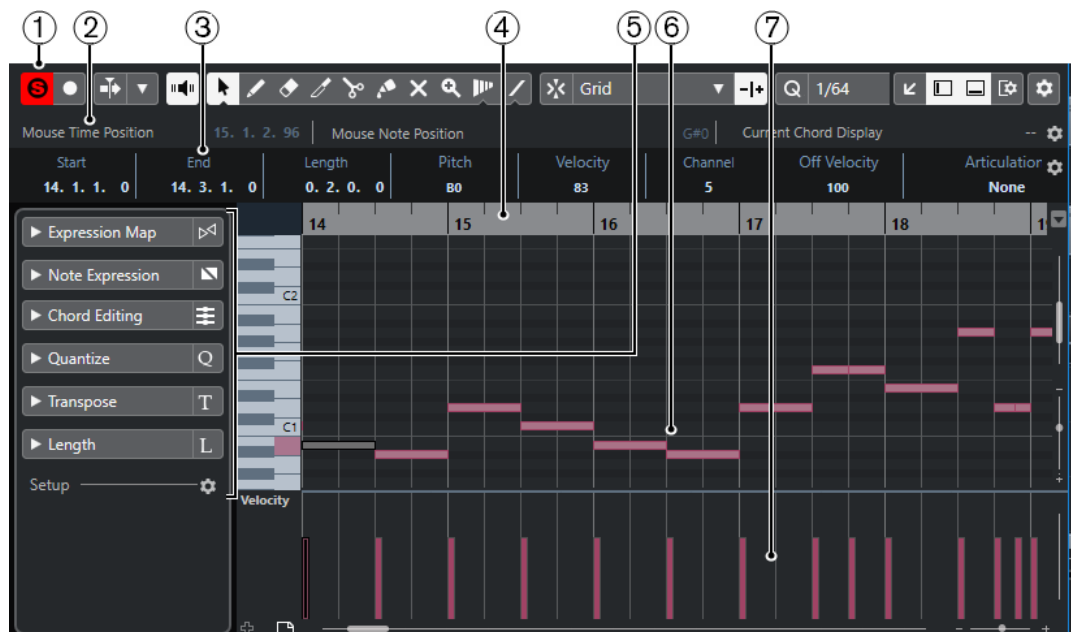 1 2 3 4 5 6 7
S Grid Q 1/64
Mouse Time Position 15. 1. 2. 96 Mouse Note Position G#0 Current Chord Display --
Start End Length Pitch Velocity Channel Off Velocity Articulation
14. 1. 1. 0 14. 3. 1. 0 0. 2. 0. 0 B0 83 5 100 None
14 15 16 17 18 19
Expression Map
Note Expression
C2
Chord Editing
Quantize Q
Transpose T
C1
Length L
Setup
Velocity